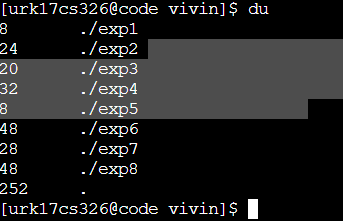 [urk17cs326@code vivin]$ du
8 ./exp1
24 ./exp2
20 ./exp3
32 ./exp4
8 ./exp5
48 ./exp6
28 ./exp7
48 ./exp8
252 .
[urk17cs326@code vivin]$